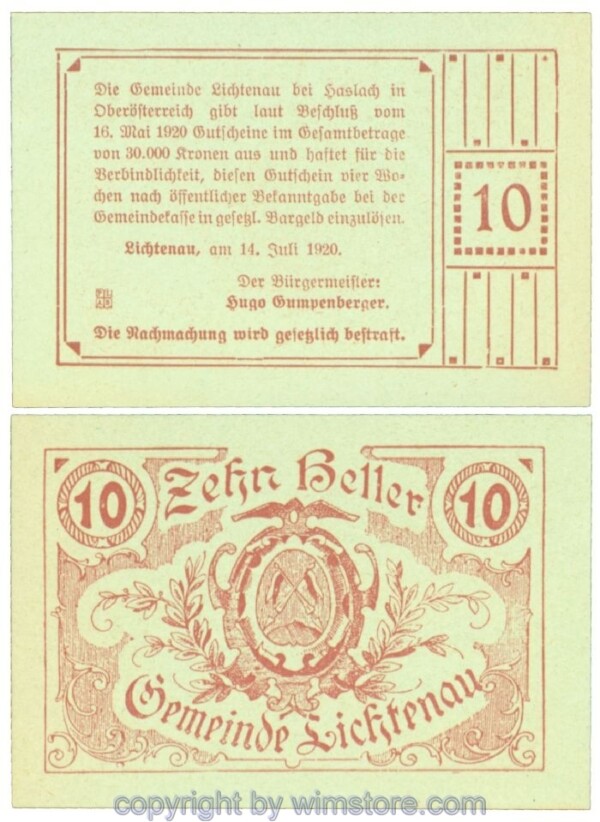 Die Gemeinde Lichtenau bei Haslach in
Oberösterreich gibt laut Beschluß vom
16. Mai 1920 Gutscheine im Gesamtbetrage
von 30.000 Kronen aus und haftet für die
Verbindlichkeit, diesen Gutschein vier Wo-
chen nach öffentlicher Bekanntgabe bei der
Gemeindekasse in gesetzl. Bargeld einzulösen.
Lichtenau, am 14. Juli 1920.
Der Bürgermeister:
Hugo Gumpenberger.
Die Nachmachung wird gesetzlich bestraft.
10
10 Zehn Heller 10
Gemeinde Lichtenau
copyright by wimstore.com